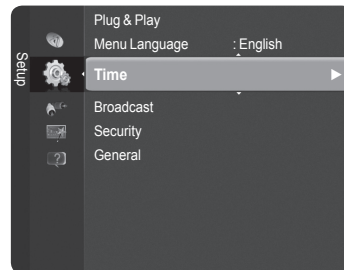 Plug & Play
Menu Language : English
Setup
Time
Broadcast
Security
General